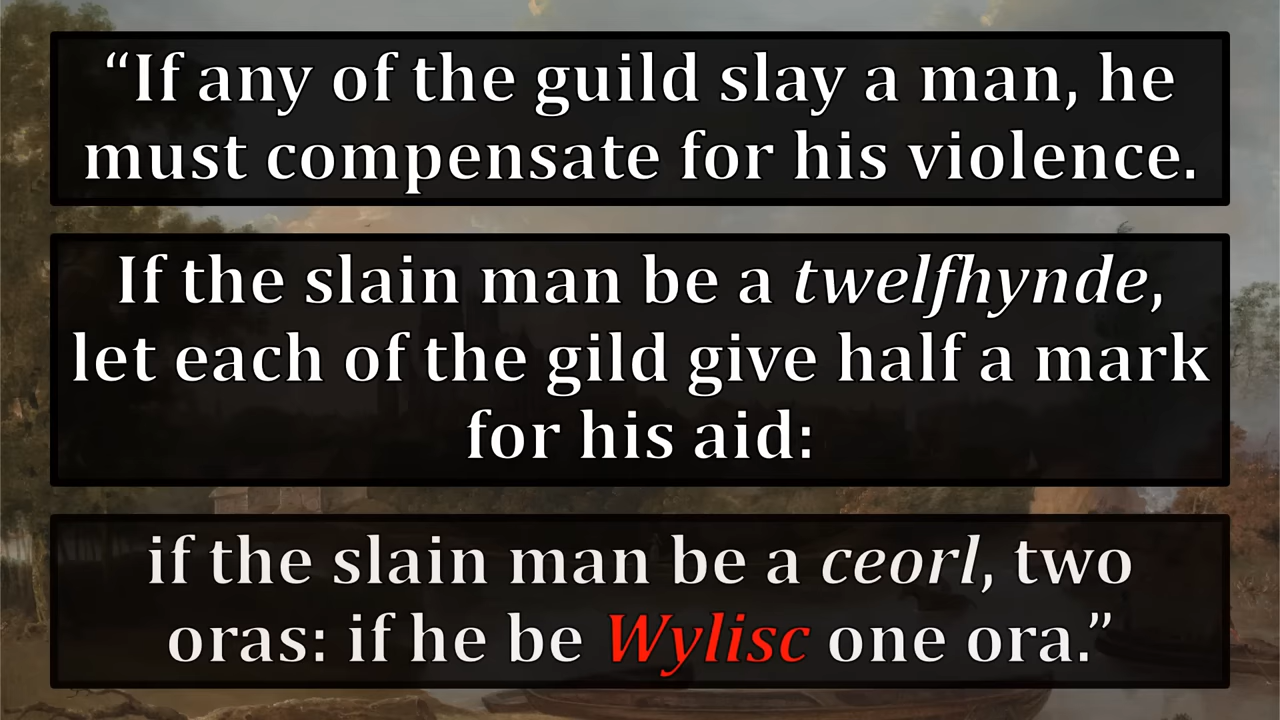 “If any of the guild slay a man, he
must compensate for his violence.
If the slain man be a twelfhynde,
let each of the gild give half a mark
for his aid:
if the slain man be a ceorl, two
oras: if he be Wylisc one ora.”